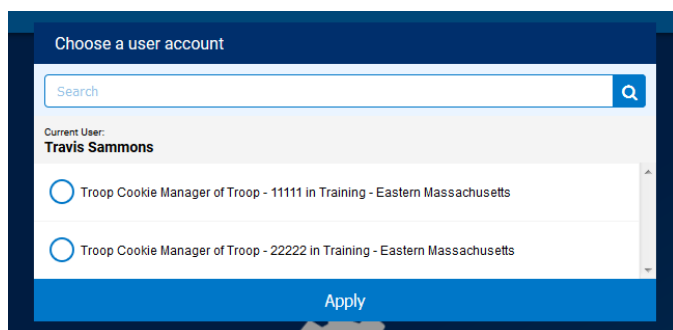 Choose a user account
Search
Current User:
Travis Sammons
Troop Cookie Manager of Troop - 11111 in Training - Eastern Massachusetts
Troop Cookie Manager of Troop - 22222 in Training - Eastern Massachusetts
Apply